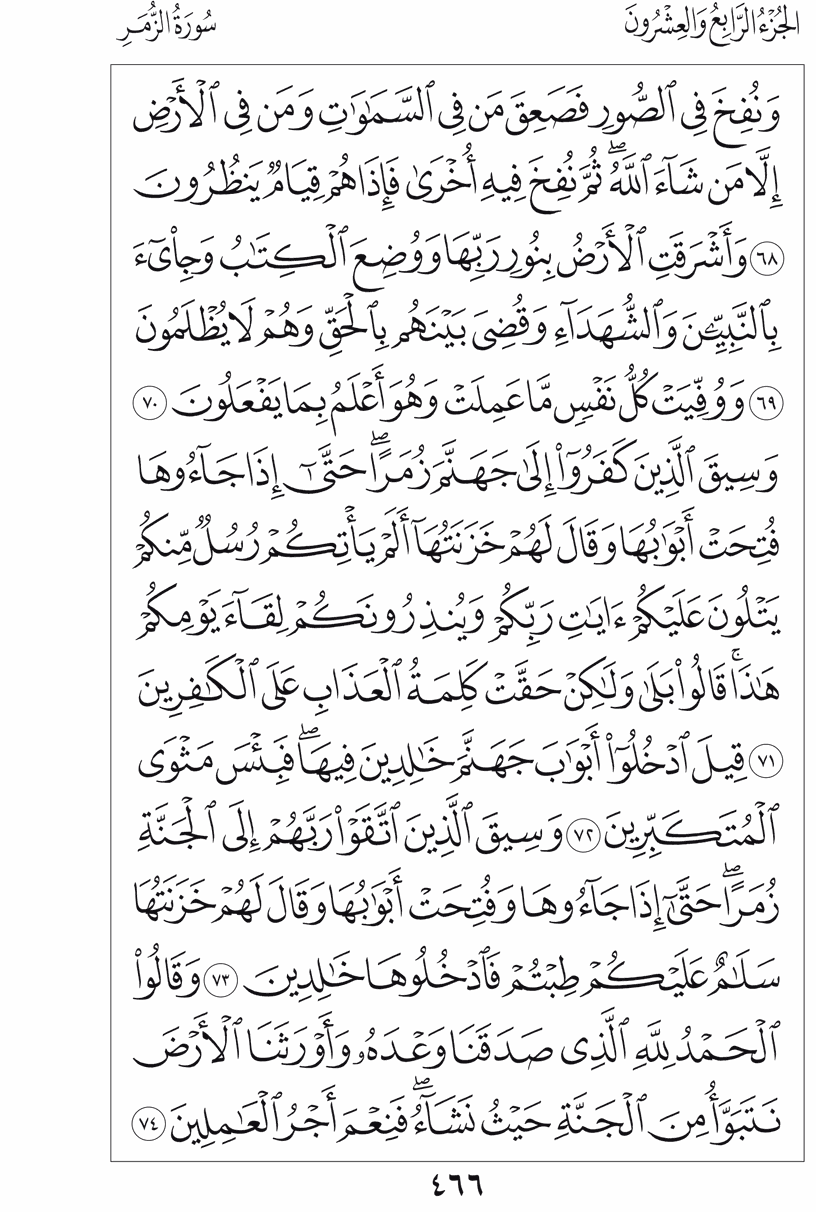 الجُزْءُ الرَّابِعُ وَالعِشْرُونَ
سُورَةُ الزُّمَرِ
وَنُفِخَ فِى ٱلصُّورِ فَصَعِقَ مَن فِى ٱلسَّمَٰوَٰتِ وَمَن فِى ٱلْأَرْضِ
إِلَّا مَن شَآءَ ٱللَّهُۖ ثُمَّ نُفِخَ فِيهِ أُخْرَىٰ فَإِذَا هُمْ قِيَامٌ يَنظُرُونَ
٦٨ وَأَشْرَقَتِ ٱلْأَرْضُ بِنُورِ رَبِّهَا وَوُضِعَ ٱلْكِتَٰبُ وَجِا۟ىٓءَ
بِٱلنَّبِيِّۦنَ وَٱلشُّهَدَآءِ وَقُضِىَ بَيْنَهُم بِٱلْحَقِّ وَهُمْ لَا يُظْلَمُونَ
٦٩ وَوُفِّيَتْ كُلُّ نَفْسٍ مَّا عَمِلَتْ وَهُوَ أَعْلَمُ بِمَا يَفْعَلُونَ ٧٠
وَسِيقَ ٱلَّذِينَ كَفَرُوٓا۟ إِلَىٰ جَهَنَّمَ زُمَرًاۖ حَتَّىٰٓ إِذَا جَآءُوهَا
فُتِحَتْ أَبْوَٰبُهَا وَقَالَ لَهُمْ خَزَنَتُهَآ أَلَمْ يَأْتِكُمْ رُسُلٌ مِّنكُمْ
يَتْلُونَ عَلَيْكُمْ ءَايَٰتِ رَبِّكُمْ وَيُنذِرُونَكُمْ لِقَآءَ يَوْمِكُمْ
هَٰذَاۚ قَالُوا۟ بَلَىٰ وَلَٰكِنْ حَقَّتْ كَلِمَةُ ٱلْعَذَابِ عَلَى ٱلْكَٰفِرِينَ
٧١ قِيلَ ٱدْخُلُوٓا۟ أَبْوَٰبَ جَهَنَّمَ خَٰلِدِينَ فِيهَاۖ فَبِئْسَ مَثْوَى
ٱلْمُتَكَبِّرِينَ ٧٢ وَسِيقَ ٱلَّذِينَ ٱتَّقَوْا۟ رَبَّهُمْ إِلَى ٱلْجَنَّةِ
زُمَرًاۖ حَتَّىٰٓ إِذَا جَآءُوهَا وَفُتِحَتْ أَبْوَٰبُهَا وَقَالَ لَهُمْ خَزَنَتُهَا
سَلَٰمٌ عَلَيْكُمْ طِبْتُمْ فَٱدْخُلُوهَا خَٰلِدِينَ ٧٣ وَقَالُوا۟
ٱلْحَمْدُ لِلَّهِ ٱلَّذِى صَدَقَنَا وَعْدَهُۥ وَأَوْرَثَنَا ٱلْأَرْضَ
نَتَبَوَّأُ مِنَ ٱلْجَنَّةِ حَيْثُ نَشَآءُۖ فَنِعْمَ أَجْرُ ٱلْعَٰمِلِينَ ٧٤
٤٦٦